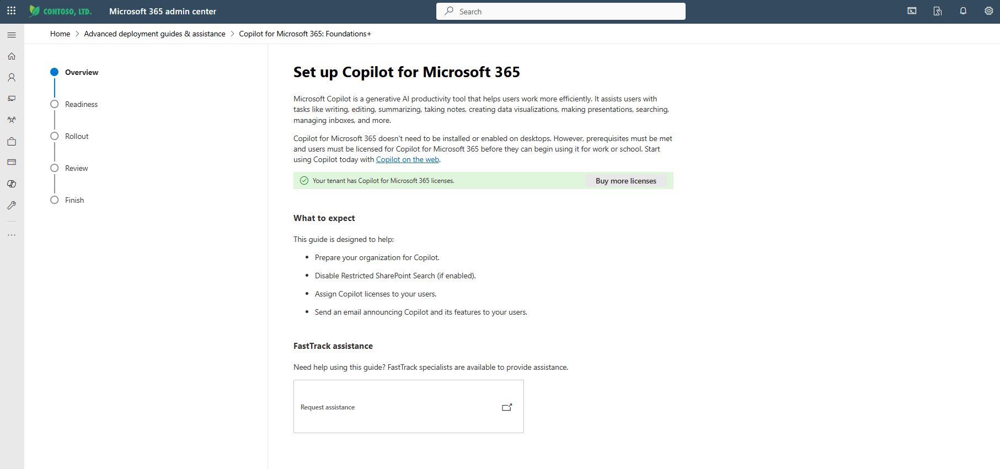 CONTOSO, LTD.
Microsoft 365 admin center
Search
Home > Advanced deployment guides & assistance > Copilot for Microsoft 365: Foundations+
Overview
Readiness
Rollout
Review
Finish
Set up Copilot for Microsoft 365
Microsoft Copilot is a generative AI productivity tool that helps users work more efficiently. It assists users with
tasks like writing, editing, summarizing, taking notes, creating data visualizations, making presentations, searching,
managing inboxes, and more.
Copilot for Microsoft 365 doesn't need to be installed or enabled on desktops. However, prerequisites must be met
and users must be licensed for Copilot for Microsoft 365 before they can begin using it for work or school. Start
using Copilot today with Copilot on the web.
Your tenant has Copilot for Microsoft 365 licenses.
Buy more licenses
What to expect
This guide is designed to help:
• Prepare your organization for Copilot.
• Disable Restricted SharePoint Search (if enabled).
• Assign Copilot licenses to your users.
• Send an email announcing Copilot and its features to your users.
FastTrack assistance
Need help using this guide? FastTrack specialists are available to provide assistance.
Request assistance